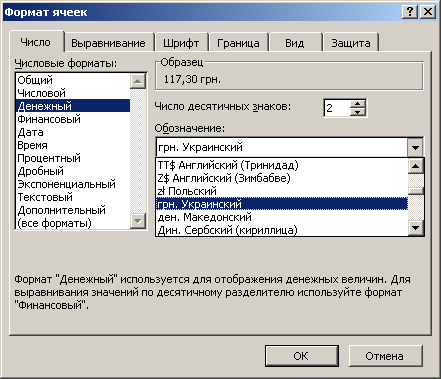 Формат ячеек
Число Выравнивание Шрифт Граница Вид Защита
Числовые форматы:
Общий
Числовой
Денежный
Финансовый
Дата
Время
Процентный
Дробный
Экспоненциальный
Текстовый
Дополнительный
(все форматы)
Образец
117,30 грн.
Число десятичных знаков: 2
Обозначение:
грн. Украинский
TT$ Английский (Тринидад)
Z$ Английский (Зимбабве)
zł Польский
грн. Украинский
ден. Македонский
Дин. Сербский (кириллица)
Формат "Денежный" используется для отображения денежных величин. Для
выравнивания значений по десятичному разделителю используйте формат
"Финансовый".
ОК Отмена